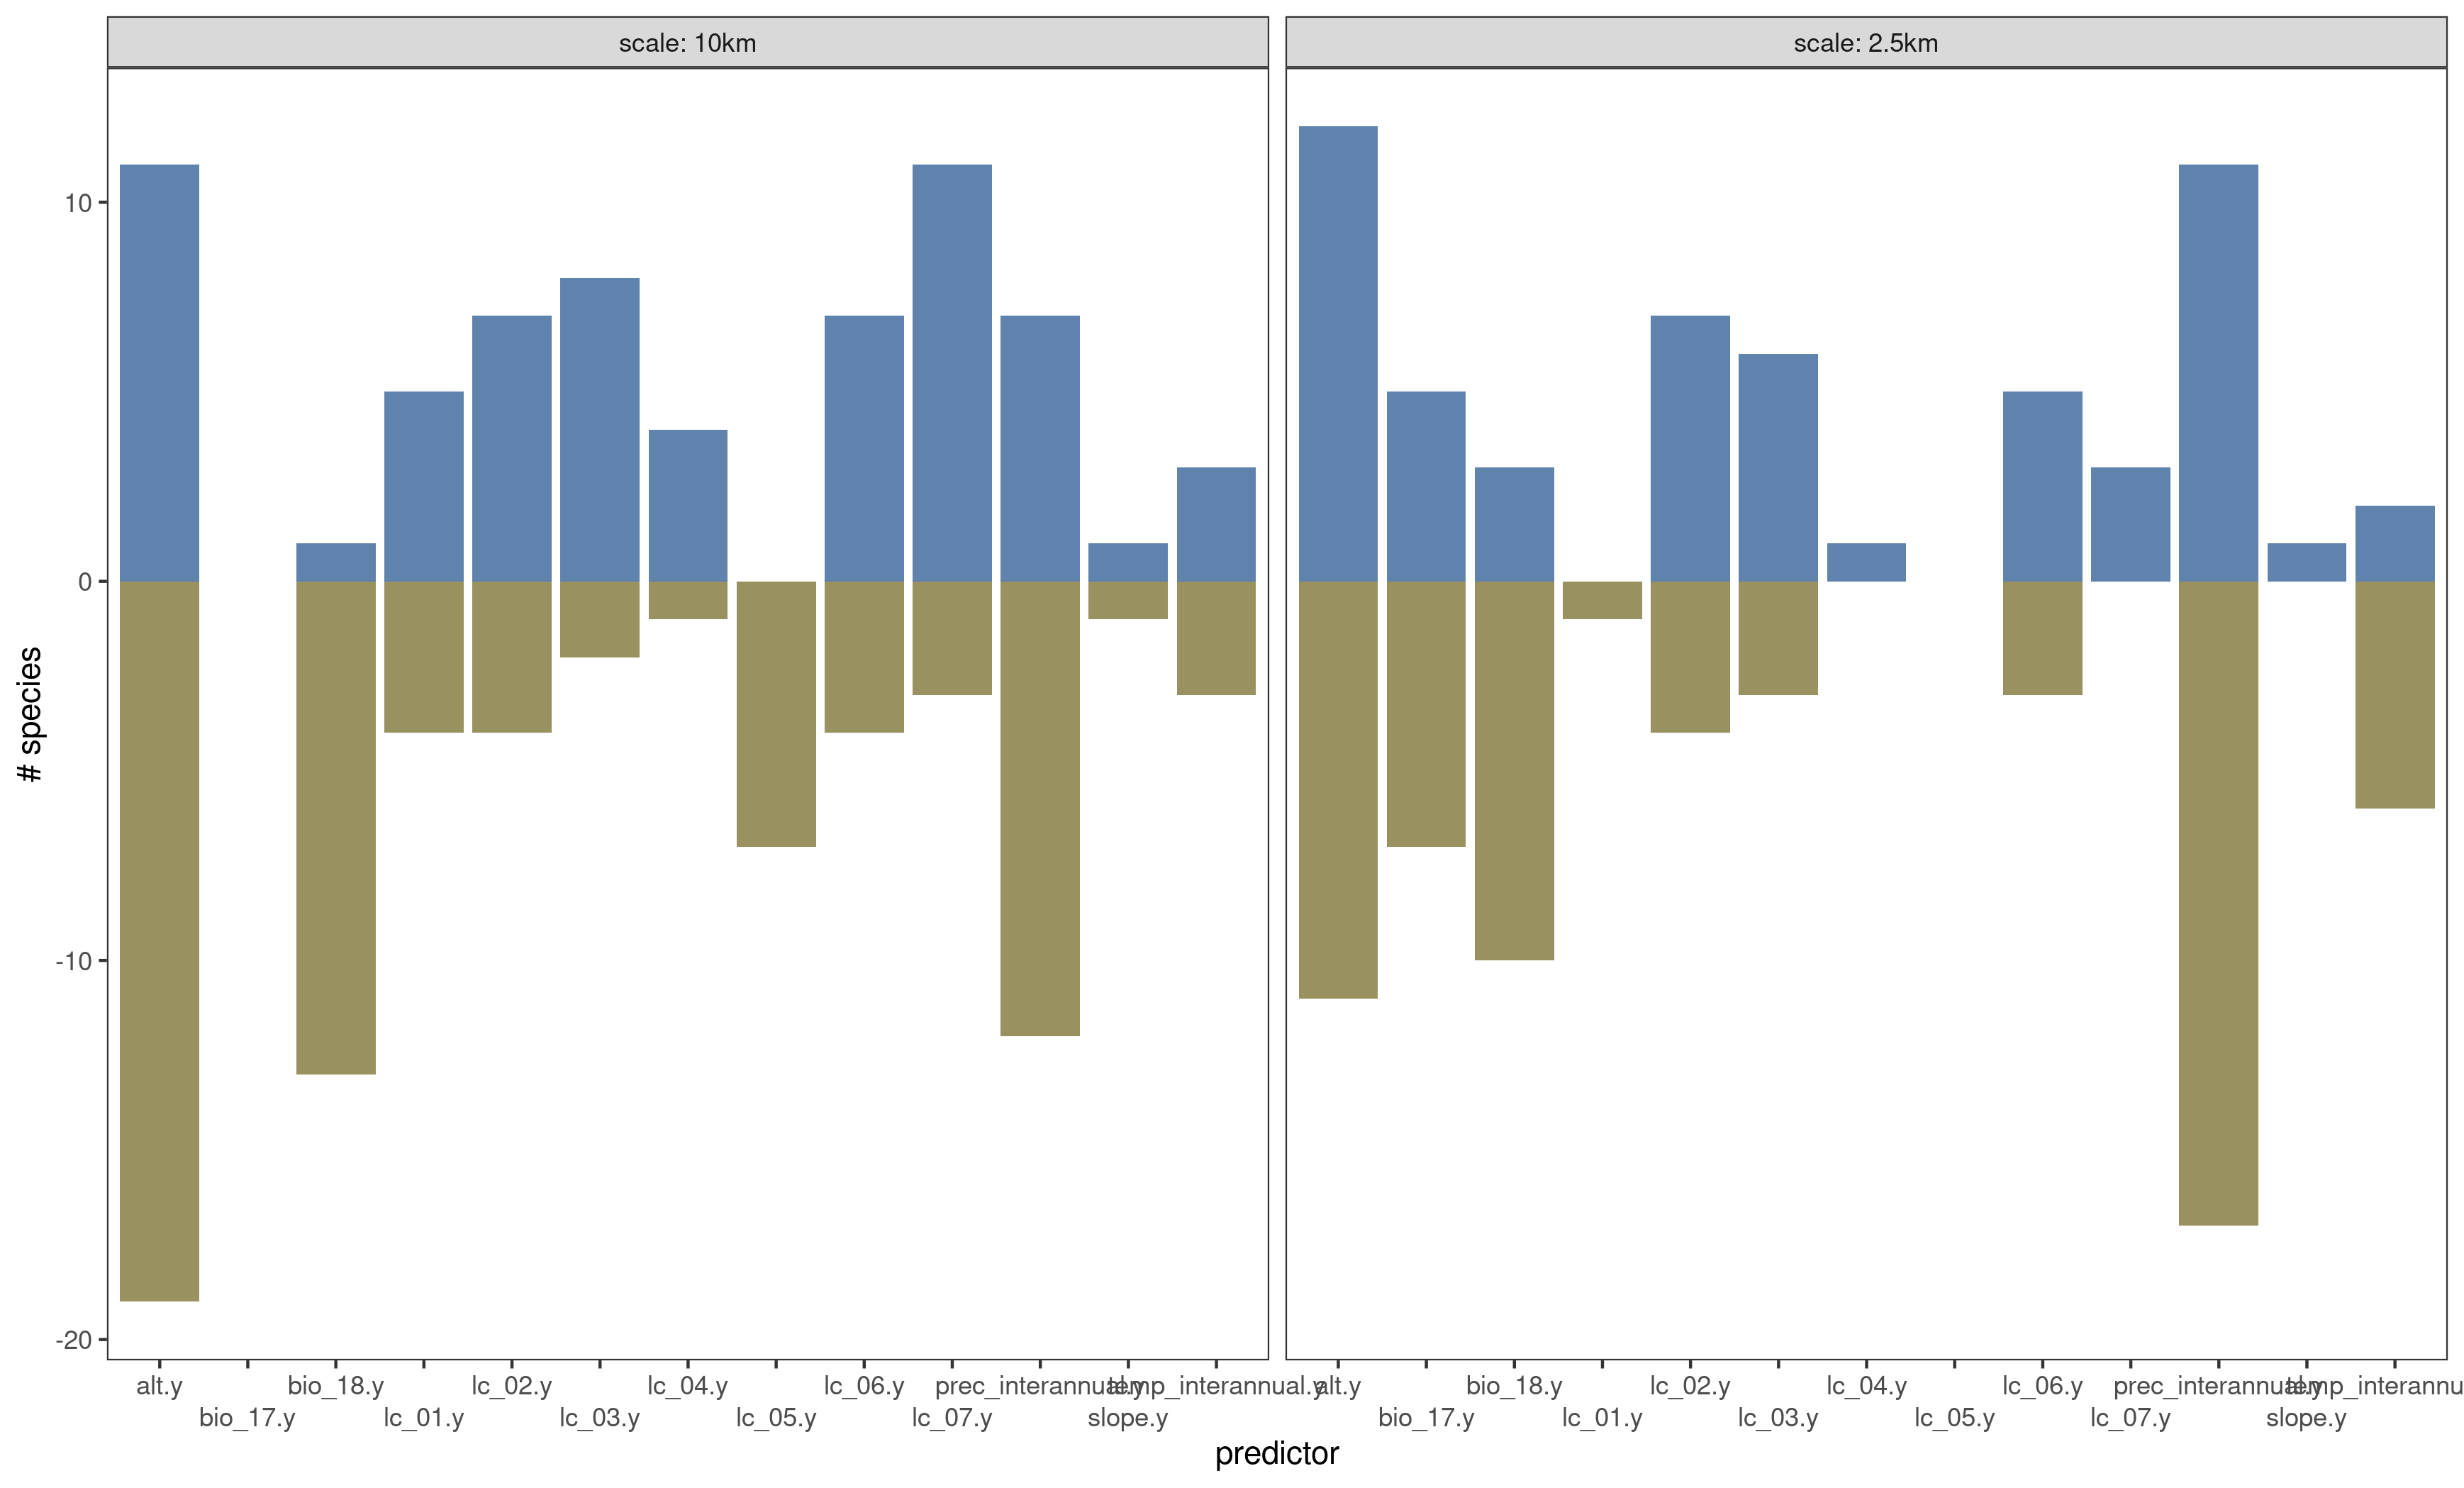 scale: 10km
scale: 2.5km
10
0
-10
-20
# species
alt.y bio_18.y lc_02.y lc_04.y lc_06.y prec_interannual.y temp_interannual.y
bio_17.y lc_01.y lc_03.y lc_05.y lc_07.y slope.y
alt.y bio_18.y lc_02.y lc_04.y lc_06.y prec_interannual.y temp_interannu
bio_17.y lc_01.y lc_03.y lc_05.y lc_07.y slope.y
predictor